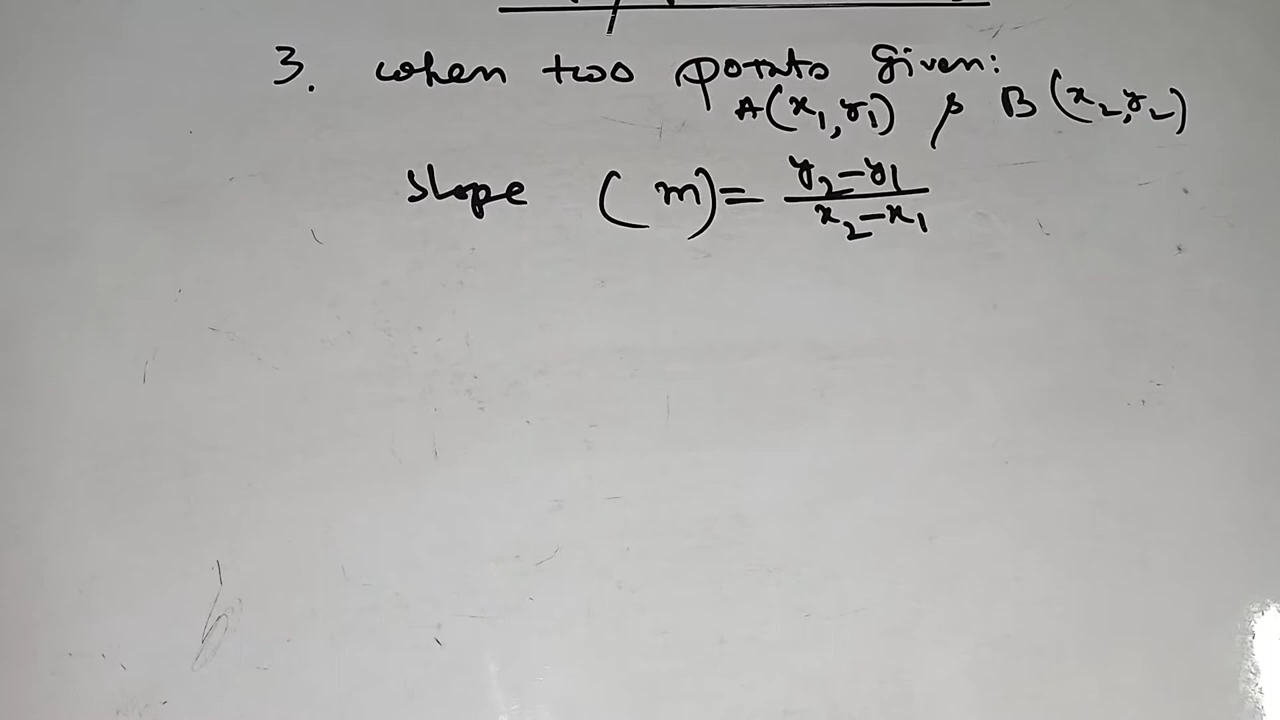 3. when two points Given:
A(x₁, y₁) & B(x₂, y₂)
slope (m) = y₂-y₁ / x₂-x₁